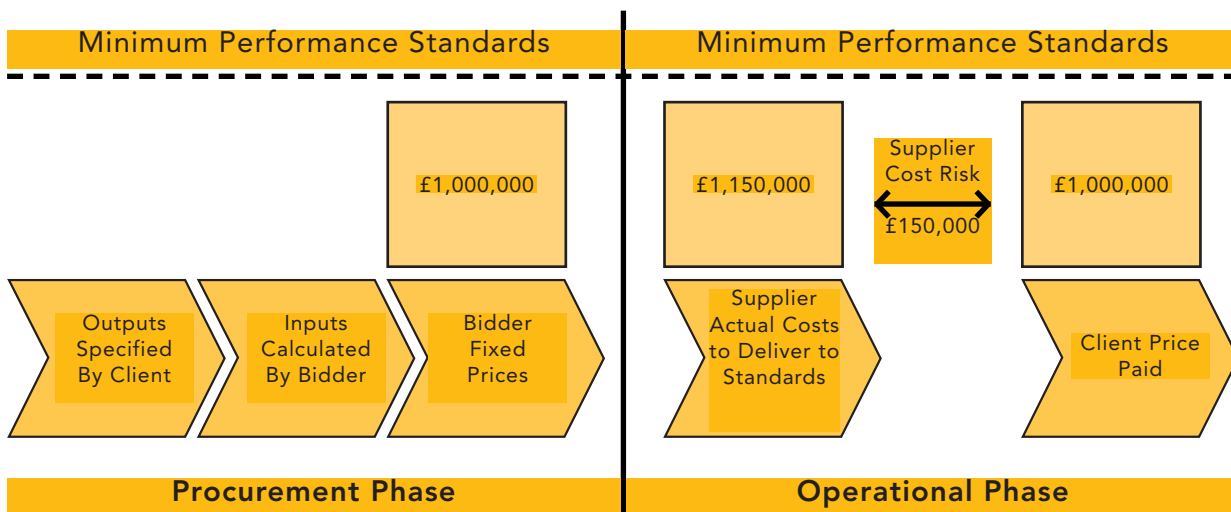 Minimum Performance Standards
Minimum Performance Standards
£1,000,000
£1,150,000
Supplier
Cost Risk
£150,000
£1,000,000
Outputs
Specified
By Client
Inputs
Calculated
By Bidder
Bidder
Fixed
Prices
Supplier
Actual Costs
to Deliver to
Standards
Client Price
Paid
Procurement Phase
Operational Phase